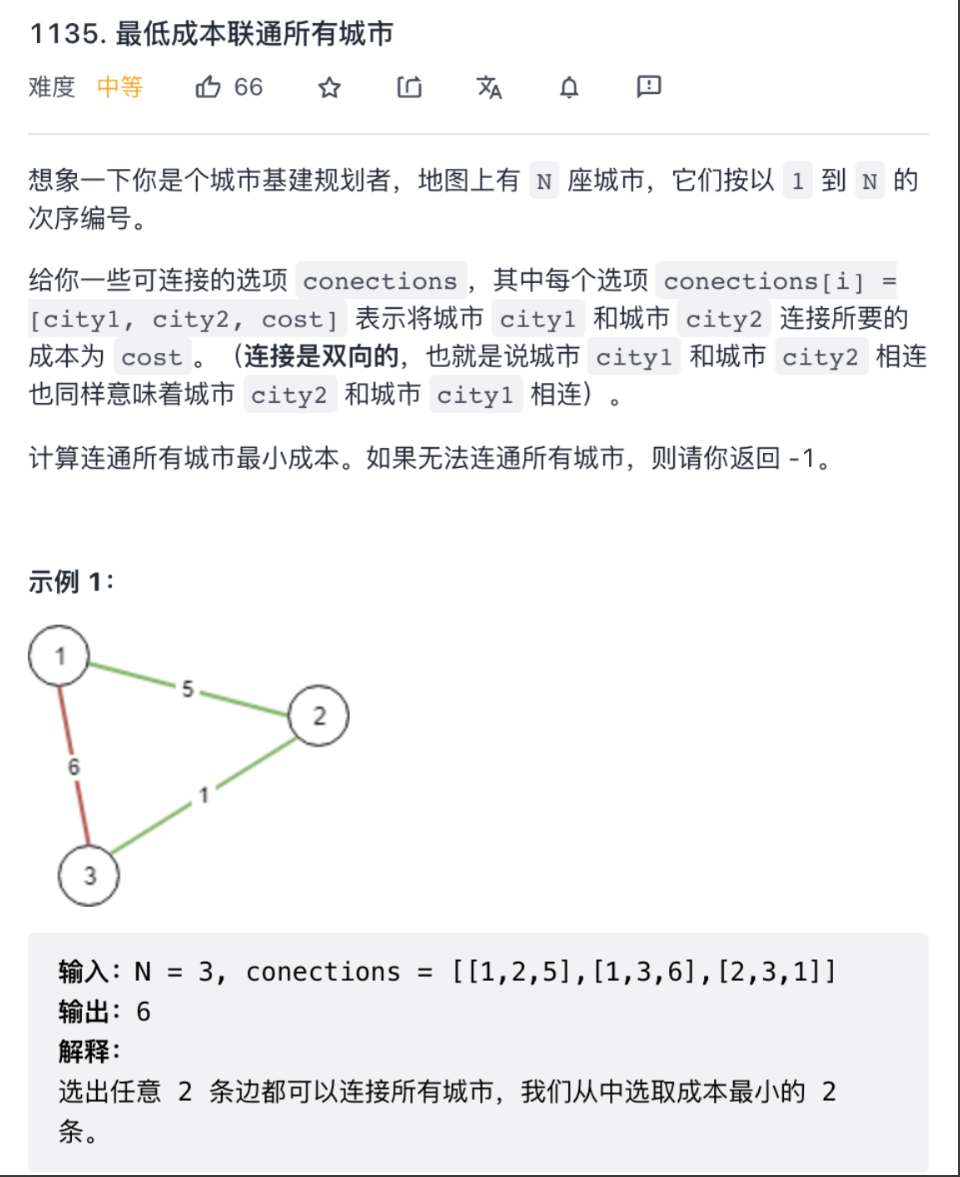 1135. 最低成本联通所有城市
难度 中等 66
想象一下你是个城市基建规划者，地图上有 N 座城市，它们按以 1 到 N 的
次序编号。
给你一些可连接的选项 conections，其中每个选项 conections[i] =
[city1, city2, cost] 表示将城市 city1 和城市 city2 连接所要的
成本为 cost。（连接是双向的，也就是说城市 city1 和城市 city2 相连
也同样意味着城市 city2 和城市 city1 相连）。
计算连通所有城市最小成本。如果无法连通所有城市，则请你返回 -1。
示例 1：
1
5
2
6
1
3
输入：N = 3, conections = [[1,2,5],[1,3,6],[2,3,1]]
输出：6
解释：
选出任意 2 条边都可以连接所有城市，我们从中选取成本最小的 2
条。